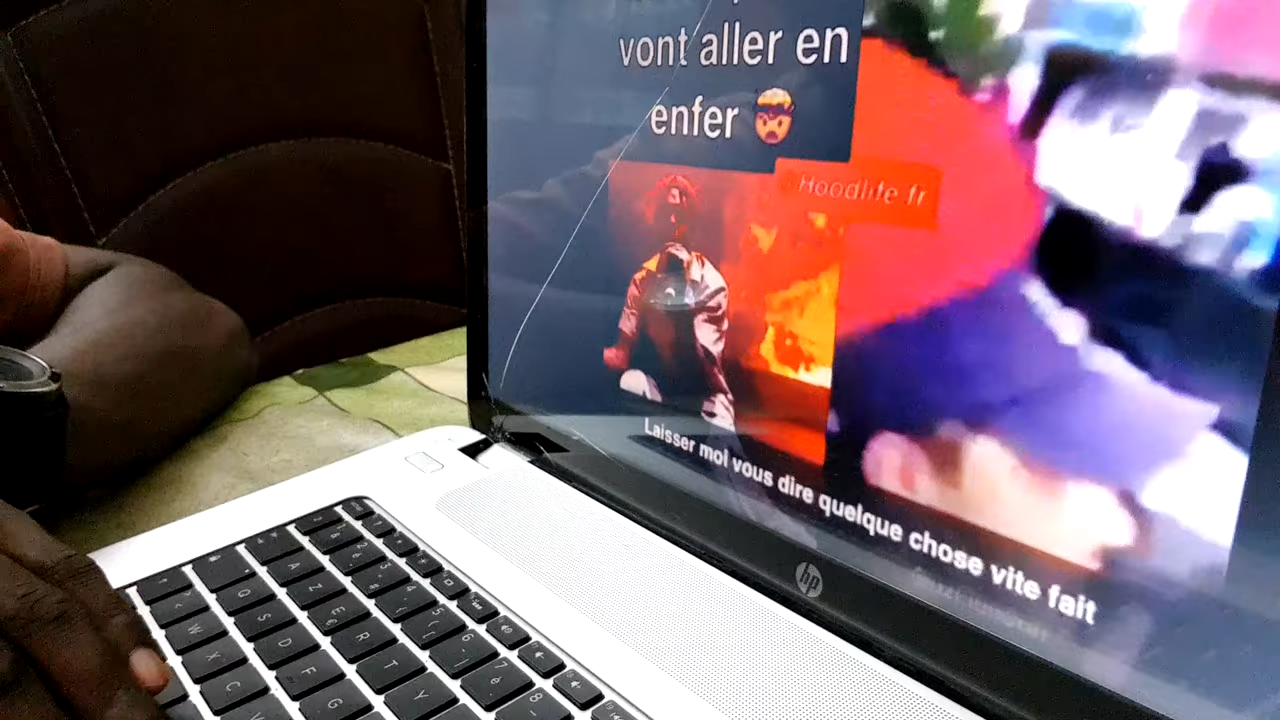 vont aller en
enfer
Hoodlife.fr
Laisser moi vous dire quelque chose vite fait
hp
A
Q
Z
W
S
€
X
D
R
C
F
T
G
Y